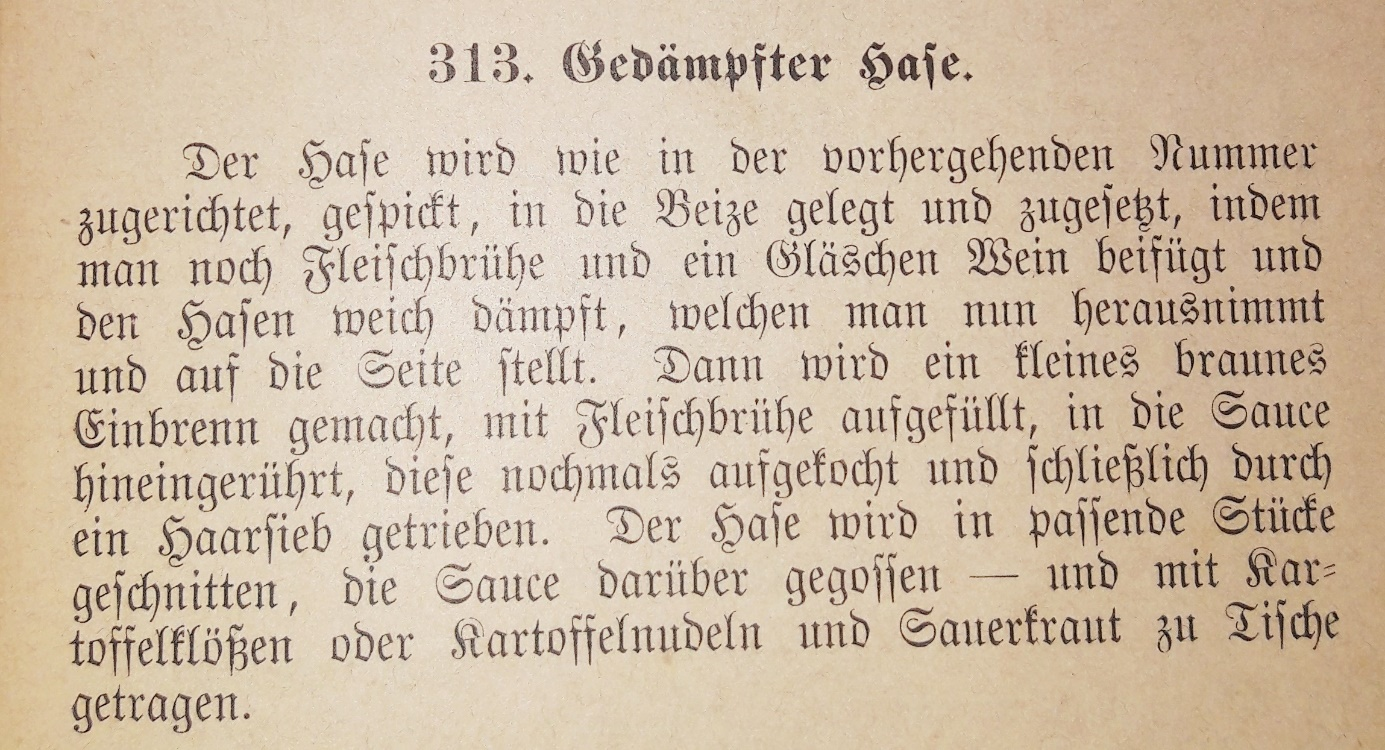 313. Gedämpfter Hase.
Der Hase wird wie in der vorhergehenden Nummer
zugerichtet, gespickt, in die Beize gelegt und zugesetzt, indem
man noch Fleischbrühe und ein Gläschen Wein beifügt und
den Hasen weich dämpft, welchen man nun herausnimmt
und auf die Seite stellt. Dann wird ein kleines braunes
Einbrenn gemacht, mit Fleischbrühe aufgefüllt, in die Sauce
hineingerührt, diese nochmals aufgekocht und schließlich durch
ein Haarsieb getrieben. Der Hase wird in passende Stücke
geschnitten, die Sauce darüber gegossen — und mit Kar-
toffelklößen oder Kartoffelnudeln und Sauerkraut zu Tische
getragen.